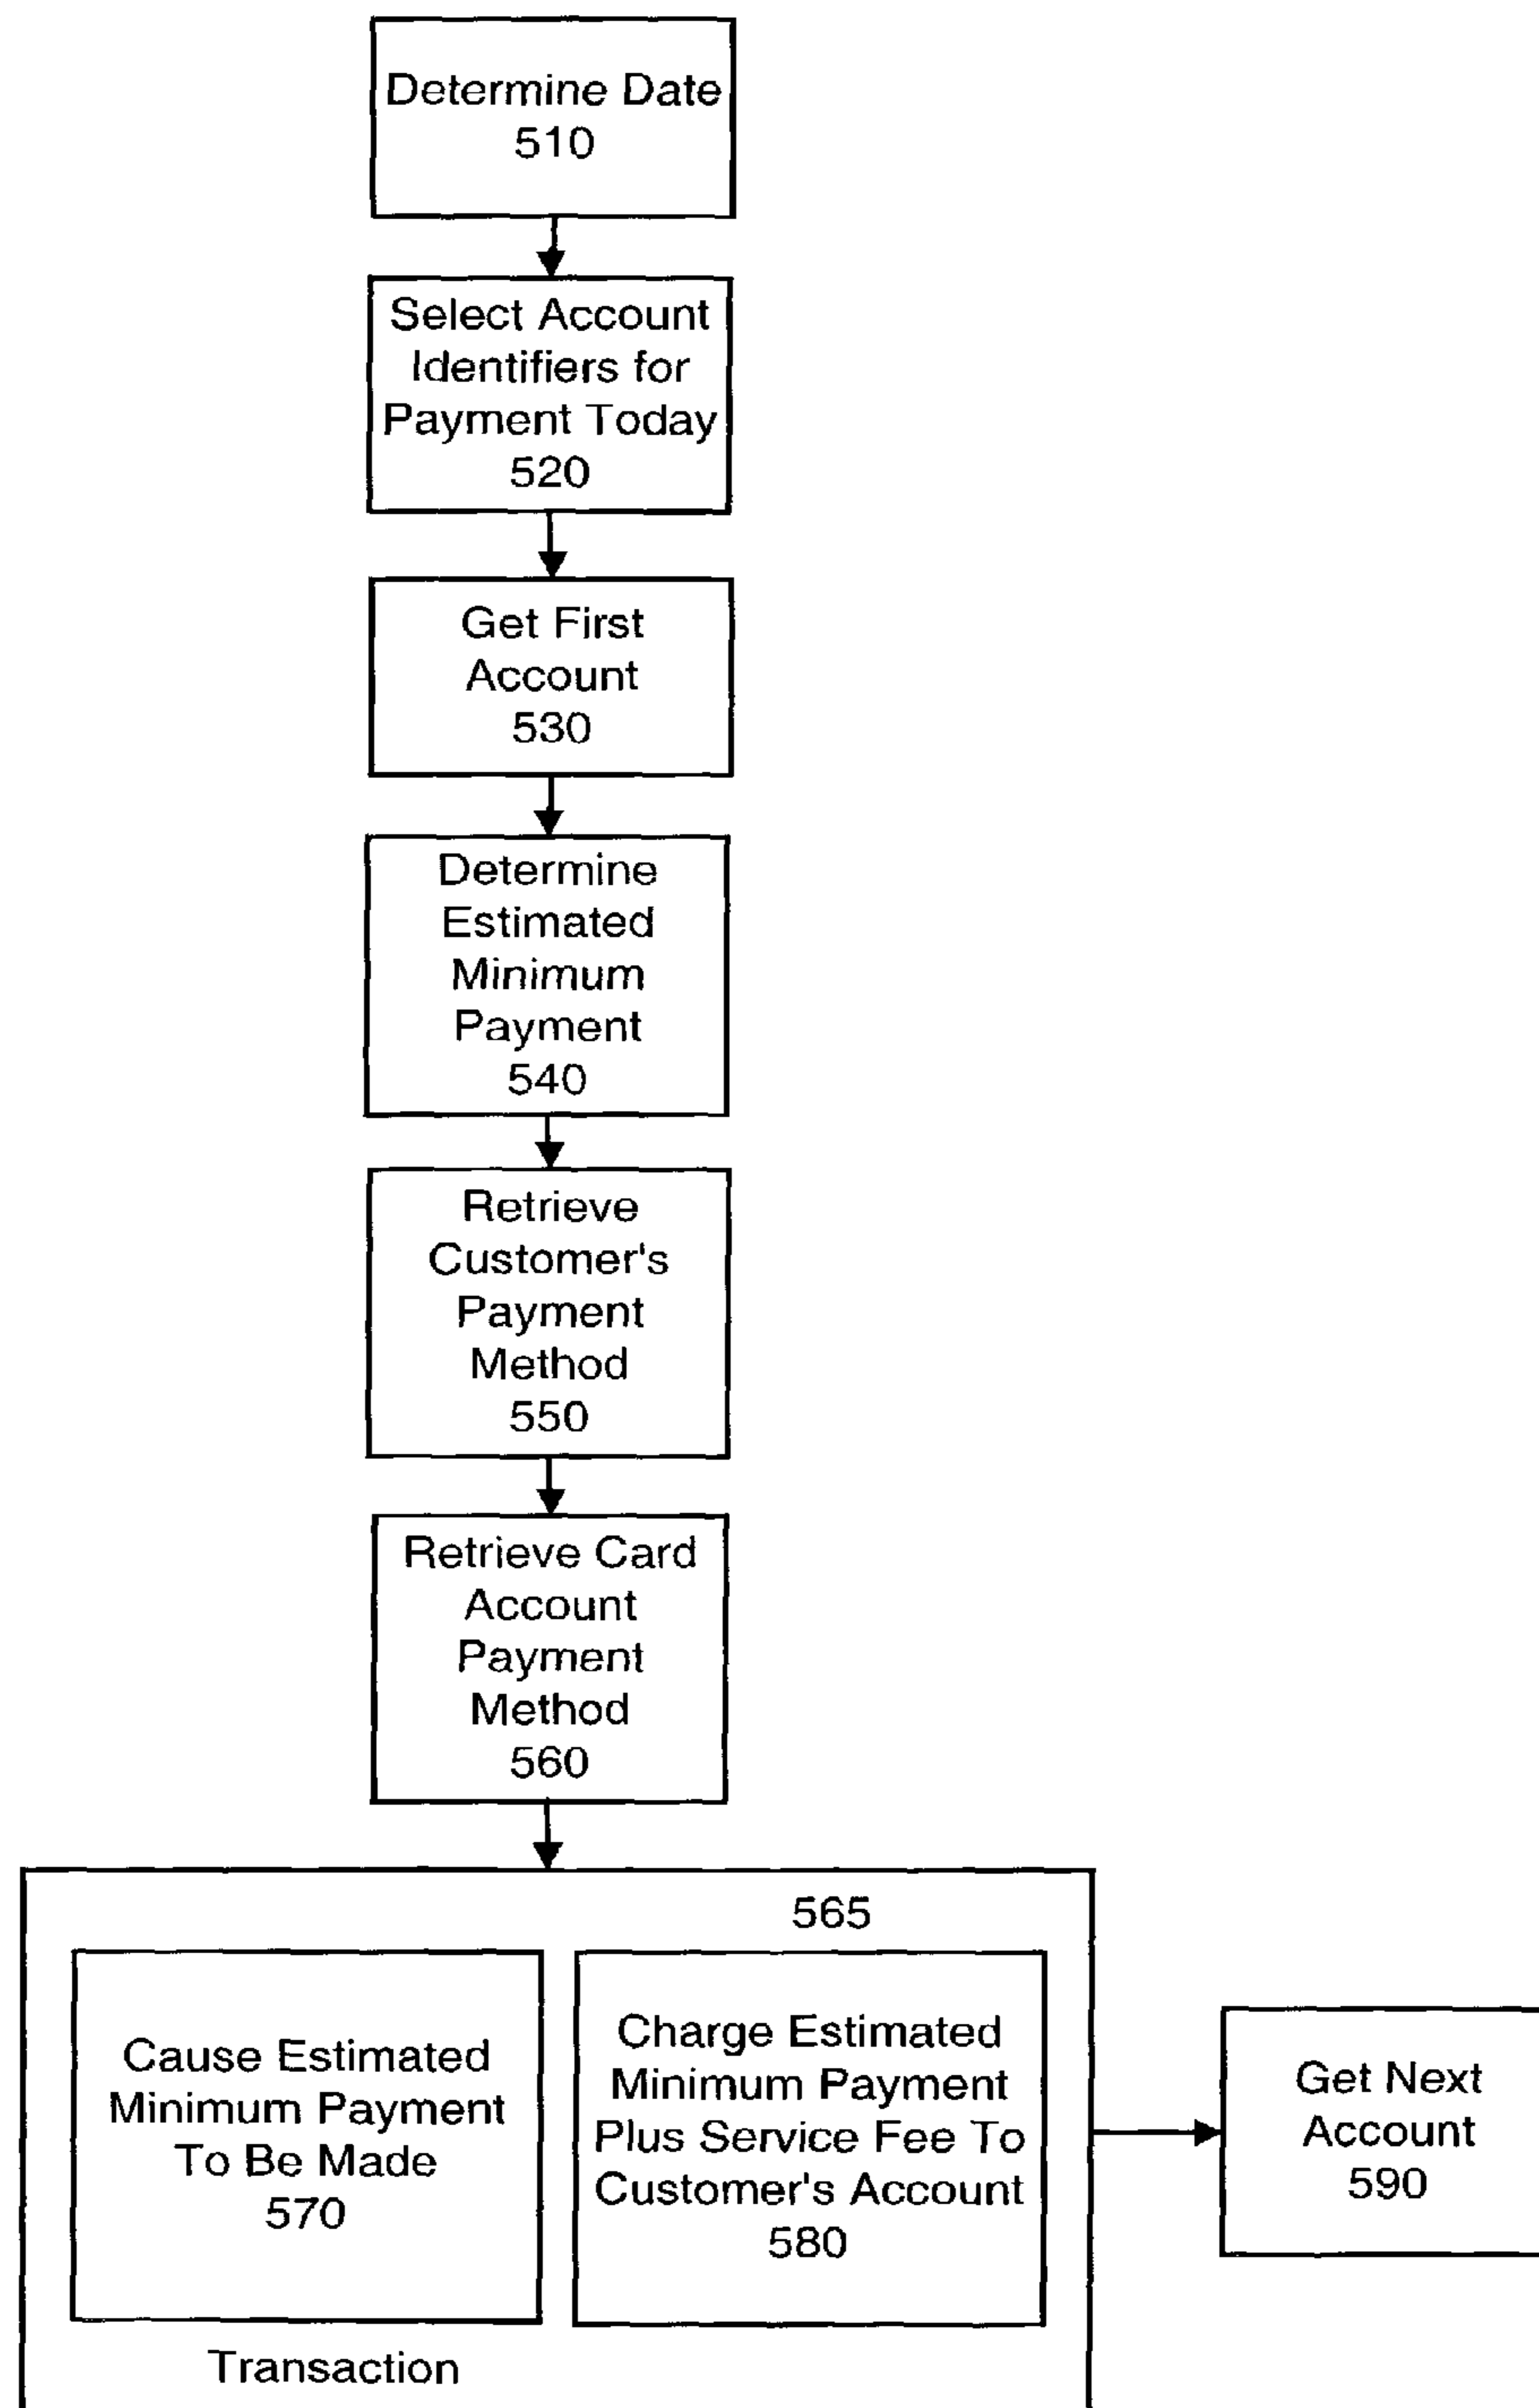 Determine Date
510
Select Account
Identifiers for
Payment Today
520
Get First
Account
530
Determine
Estimated
Minimum
Payment
540
Retrieve
Customer's
Payment
Method
550
Retrieve Card
Account
Payment
Method
560
565
Cause Estimated
Minimum Payment
To Be Made
570
Charge Estimated
Minimum Payment
Plus Service Fee To
Customer's Account
580
Transaction
Get Next
Account
590